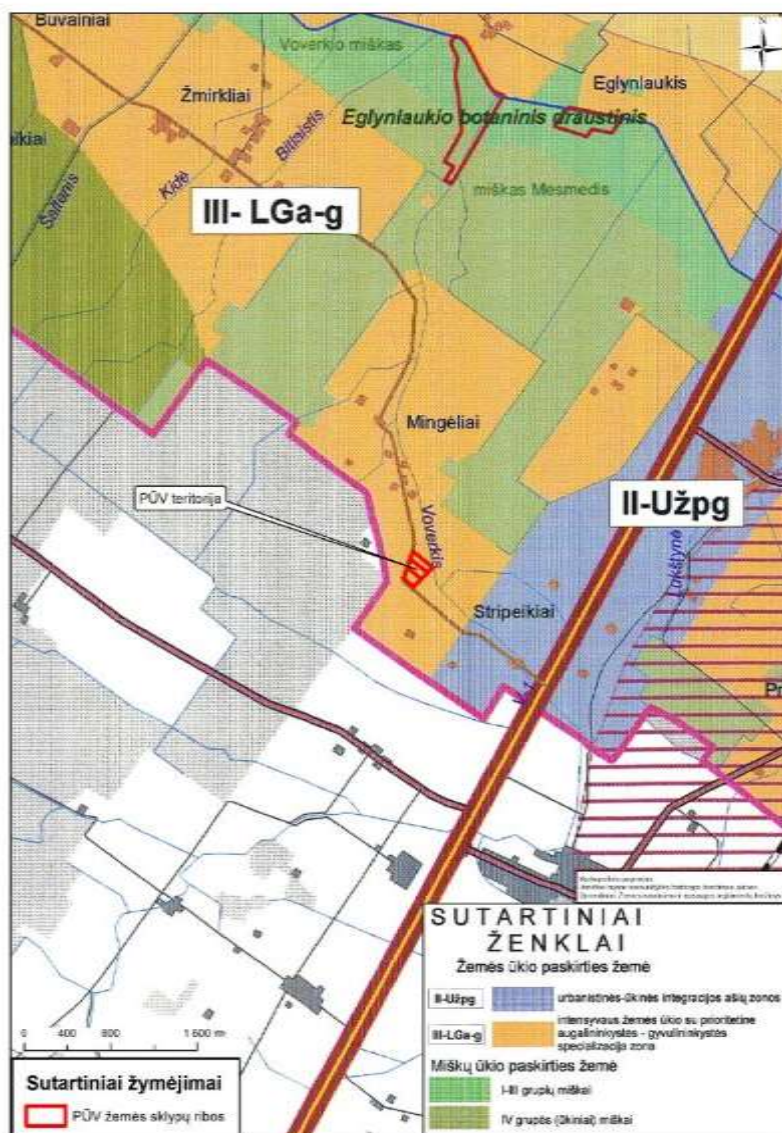 Buvainiai
Voverkio miškas
N
Eglynlaukis
Žmirkliai
Eglynlaukio botaninis draustinis
Kidė
miškas Mesmedis
III- LGa-g
Mingėliai
PŪV teritorija
II-Užpg
Voverkis
Stripeikiai
SUTARTINIAI
ŽENKLAI
Žemės ūkio paskirties žemė
II-Užpg urbanistinės-ūkinės integracijos ašių zonos
III-LGa-g intensyvaus žemės ūkio su prioritetine
augalininkystės - gyvulininkystės
specializacija zona
Miškų ūkio paskirties žemė
I-III grupių miškai
IV grupės (ūkiniai) miškai
0 400 800 1 600 m
Sutartiniai žymėjimai
PŪV žemės sklypų ribos